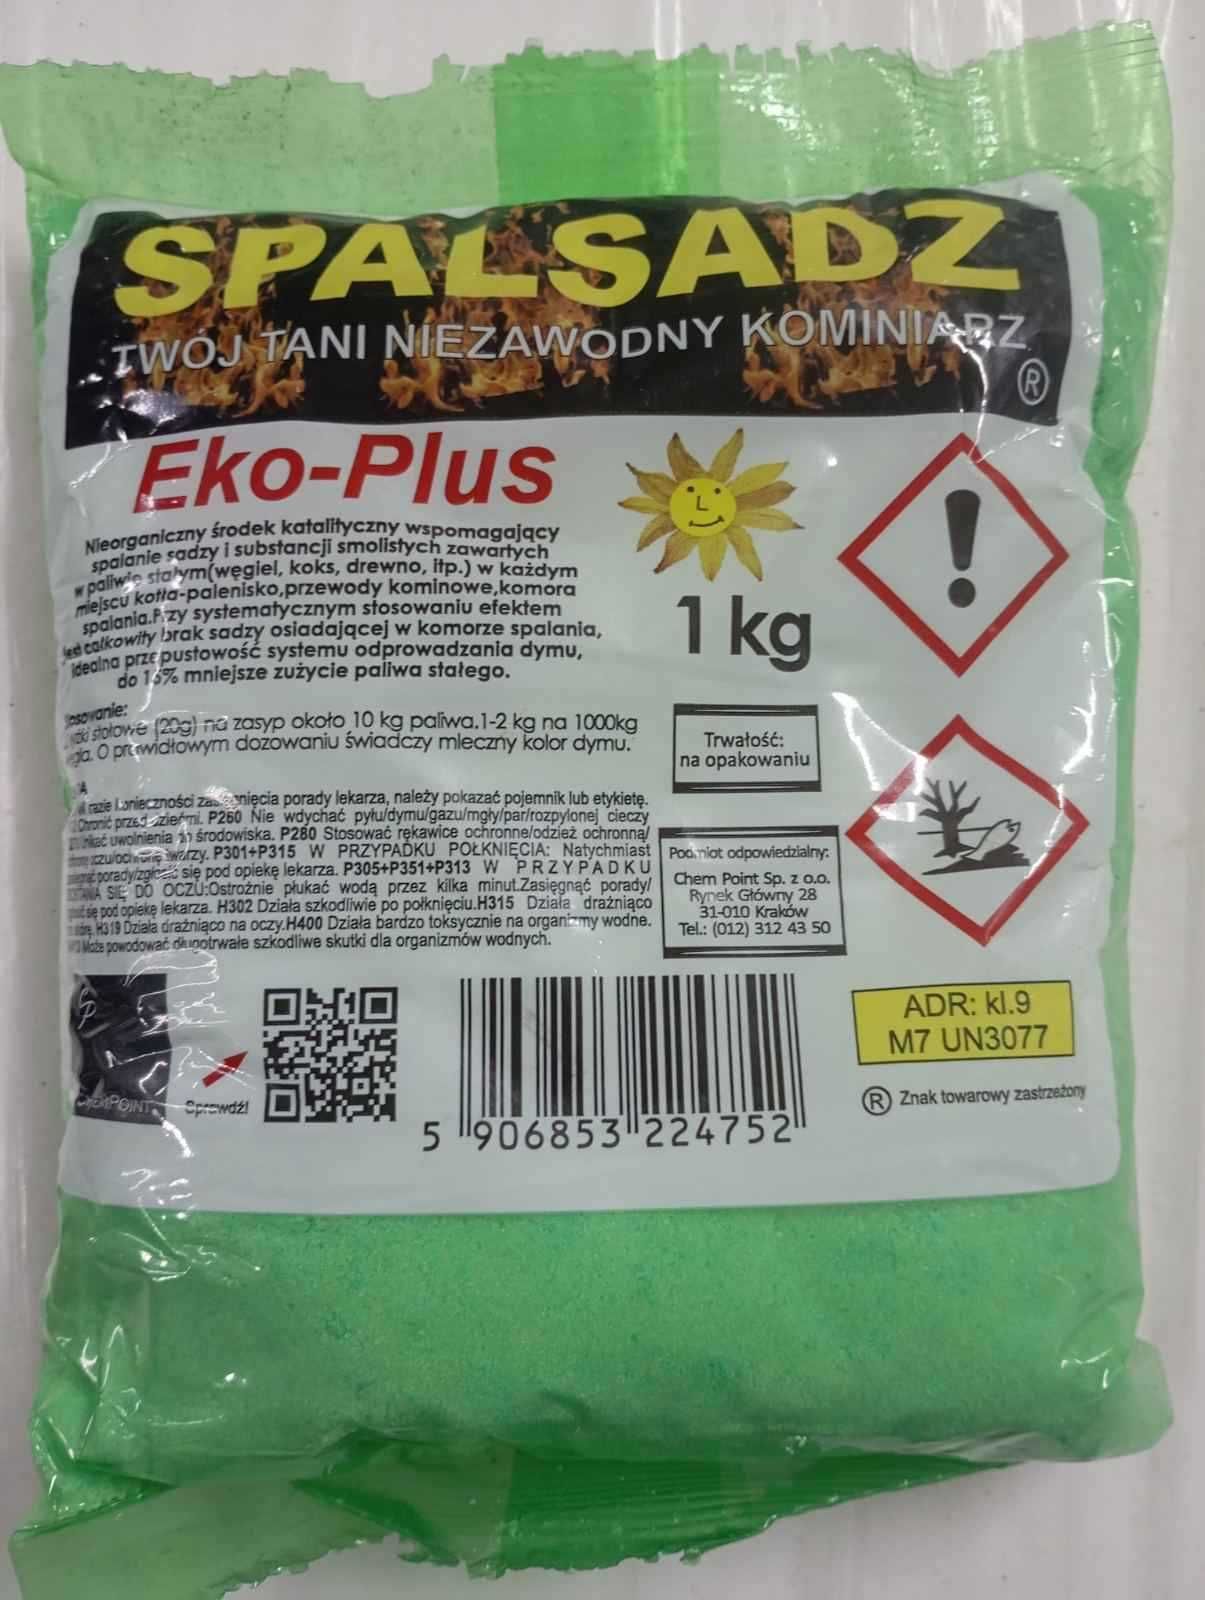 SPALSADZ
TWÓJ TANI NIEZAWODNY KOMINIARZ
®
Eko-Plus
Nieorganiczny środek katalityczny wspomagający
spalanie sadzy i substancji smolistych zawartych
w paliwie stałym(węgiel, koks, drewno, itp.) w każdym
miejscu kotła-palenisko,przewody kominowe,komora
spalania.Przy systematycznym stosowaniu efektem
jest całkowity brak sadzy osiadającej w komorze spalania,
idealna przepustowość systemu odprowadzania dymu,
do 15% mniejsze zużycie paliwa stałego.
1 kg
stołowe (20g) na zasyp około 10 kg paliwa.1-2 kg na 1000kg
O prawidłowym dozowaniu świadczy mleczny kolor dymu.
Trwałość:
na opakowaniu
razie konieczności zasięgnięcia porady lekarza, należy pokazać pojemnik lub etykietę.
Chronić przed dziećmi. P260 Nie wdychać pyłu/dymu/gazu/mgły/par/rozpylonej cieczy
uwolnienia do środowiska. P280 Stosować rękawice ochronne/odzież ochronną/
oczu/ochronę twarzy. P301+P315 W PRZYPADKU POŁKNIĘCIA: Natychmiast
porady/zgłosić się pod opiekę lekarza. P305+P351+P313 W PRZYPADKU
SIĘ DO OCZU:Ostrożnie płukać wodą przez kilka minut.Zasięgnąć porady/
się pod opiekę lekarza. H302 Działa szkodliwie po połknięciu.H315 Działa drażniąco
H319 Działa drażniąco na oczy.H400 Działa bardzo toksycznie na organizmy wodne.
Może powodować długotrwałe szkodliwe skutki dla organizmów wodnych.
Podmiot odpowiedzialny:
Chem Point Sp. z o.o.
Rynek Główny 28
31-010 Kraków
Tel.: (012) 312 43 50
CP
Sprawdź!
5 906853 224752
ADR: kl.9
M7 UN3077
® Znak towarowy zastrzeżony